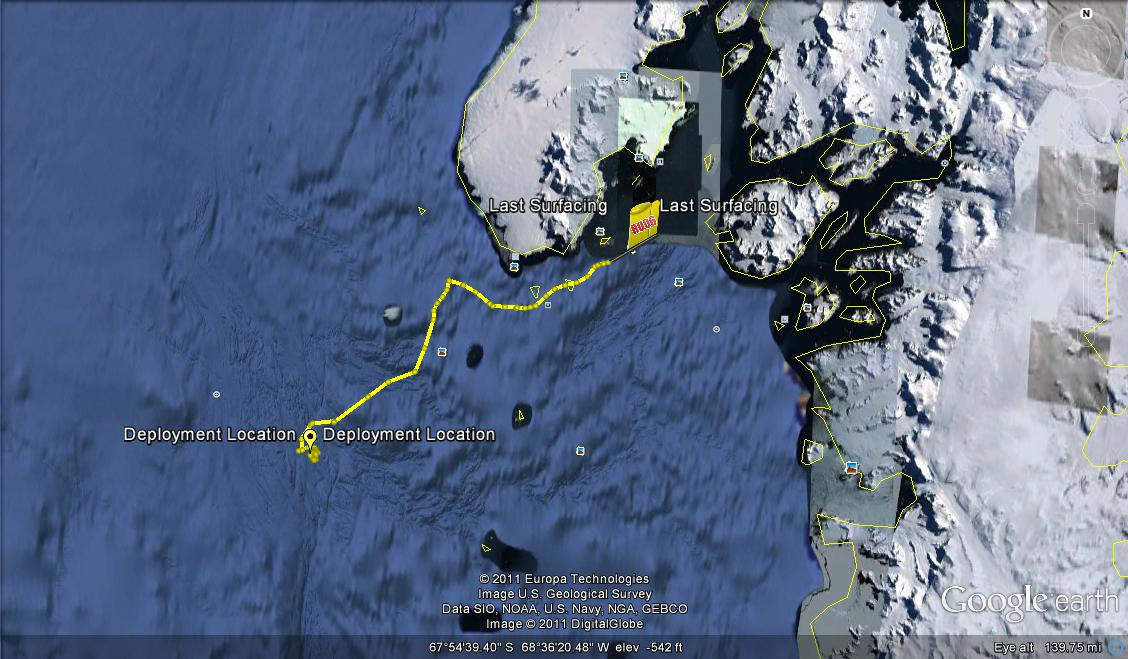 N
Last Surfacing
Last Surfacing
RU06
Deployment Location
Deployment Location
© 2011 Europa Technologies
Image U.S. Geological Survey
Data SIO, NOAA, U.S. Navy, NGA, GEBCO
Image © 2011 DigitalGlobe
Google earth
67°54'39.40" S 68°36'20.48" W elev -542 ft
Eye alt 139.75 mi